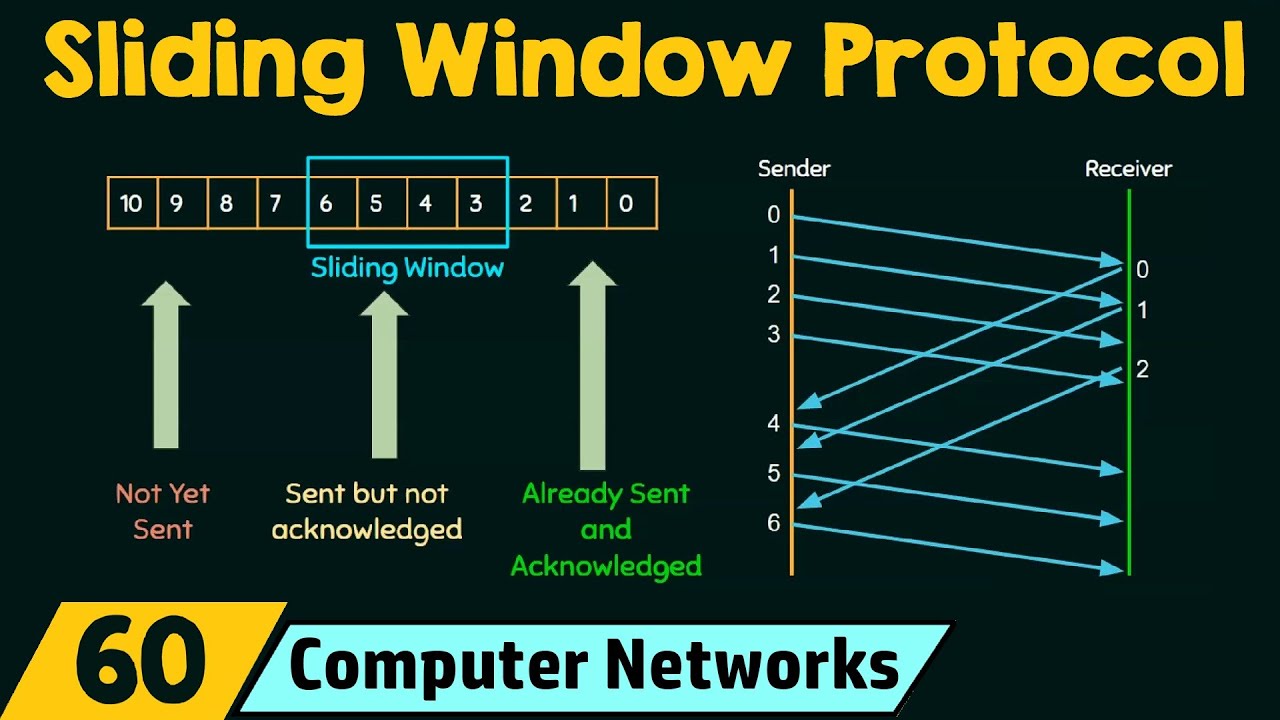 Sliding Window Protocol
10 9 8 7 6 5 4 3 2 1 0
Sliding Window
Not Yet
Sent
Sent but not
acknowledged
Already Sent
and
Acknowledged
Sender
Receiver
0
1
2
3
4
5
6
0
1
2
60
Computer Networks